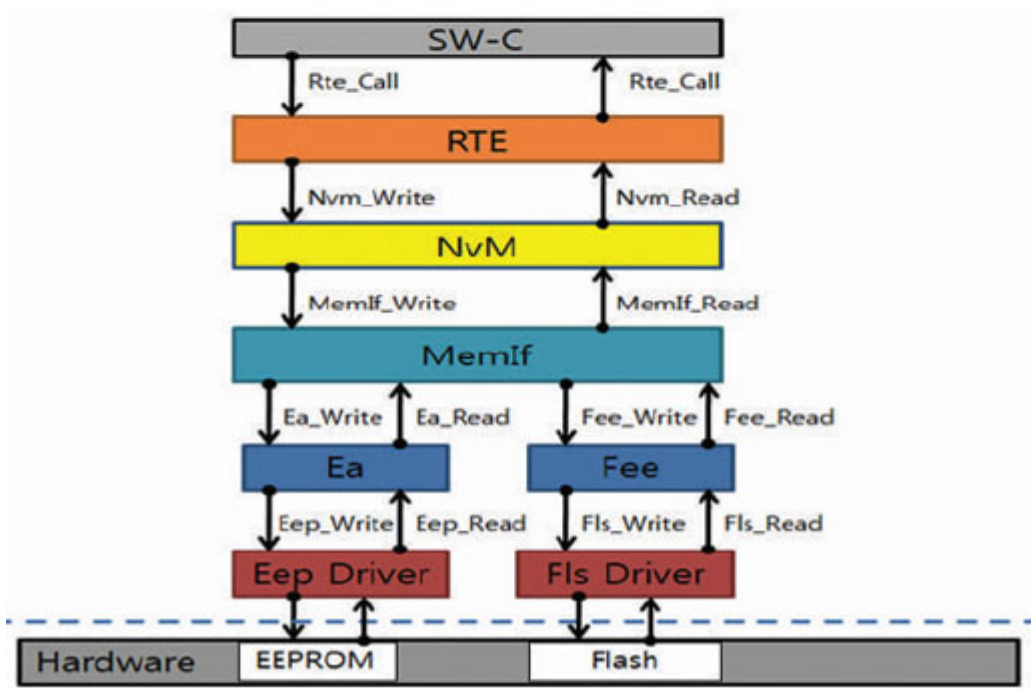 SW-C
Rte_Call Rte_Call
RTE
Nvm_Write Nvm_Read
NvM
MemIf_Write MemIf_Read
MemIf
Ea_Write Ea_Read Fee_Write Fee_Read
Ea Fee
Eep_Write Eep_Read Fls_Write Fls_Read
Eep Driver Fls Driver
Hardware EEPROM Flash